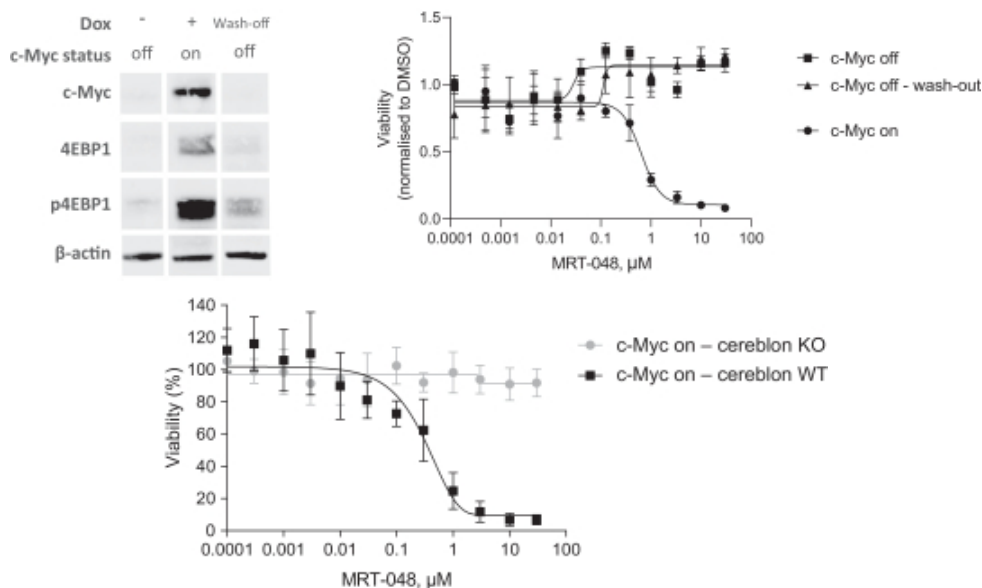 Dox - + Wash-off
c-Myc status off on off
c-Myc
4EBP1
p4EBP1
β-actin
Viability
(normalised to DMSO)
1.5
1.0
0.5
0.0
0.0001 0.001 0.01 0.1 1 10 100
MRT-048, μM
c-Myc off
c-Myc off - wash-out
c-Myc on
Viability (%)
140
120
100
80
60
40
20
0
0.0001 0.001 0.01 0.1 1 10 100
MRT-048, μM
c-Myc on – cereblon KO
c-Myc on – cereblon WT